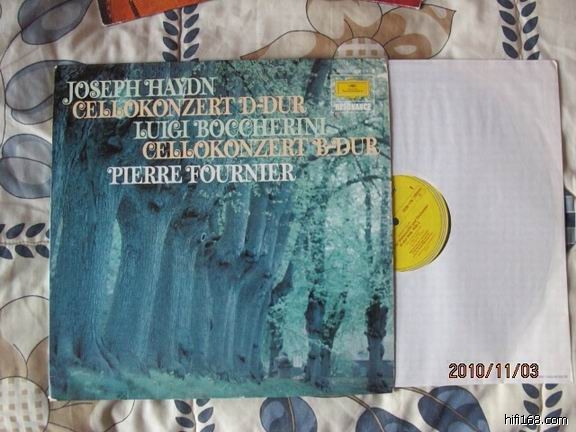 JOSEPH HAYDN
CELLOKONZERT D-DUR
LUIGI BOCCHERINI
CELLOKONZERT B-DUR
PIERRE FOURNIER
RESONANCE
2010/11/03
hifi168.com